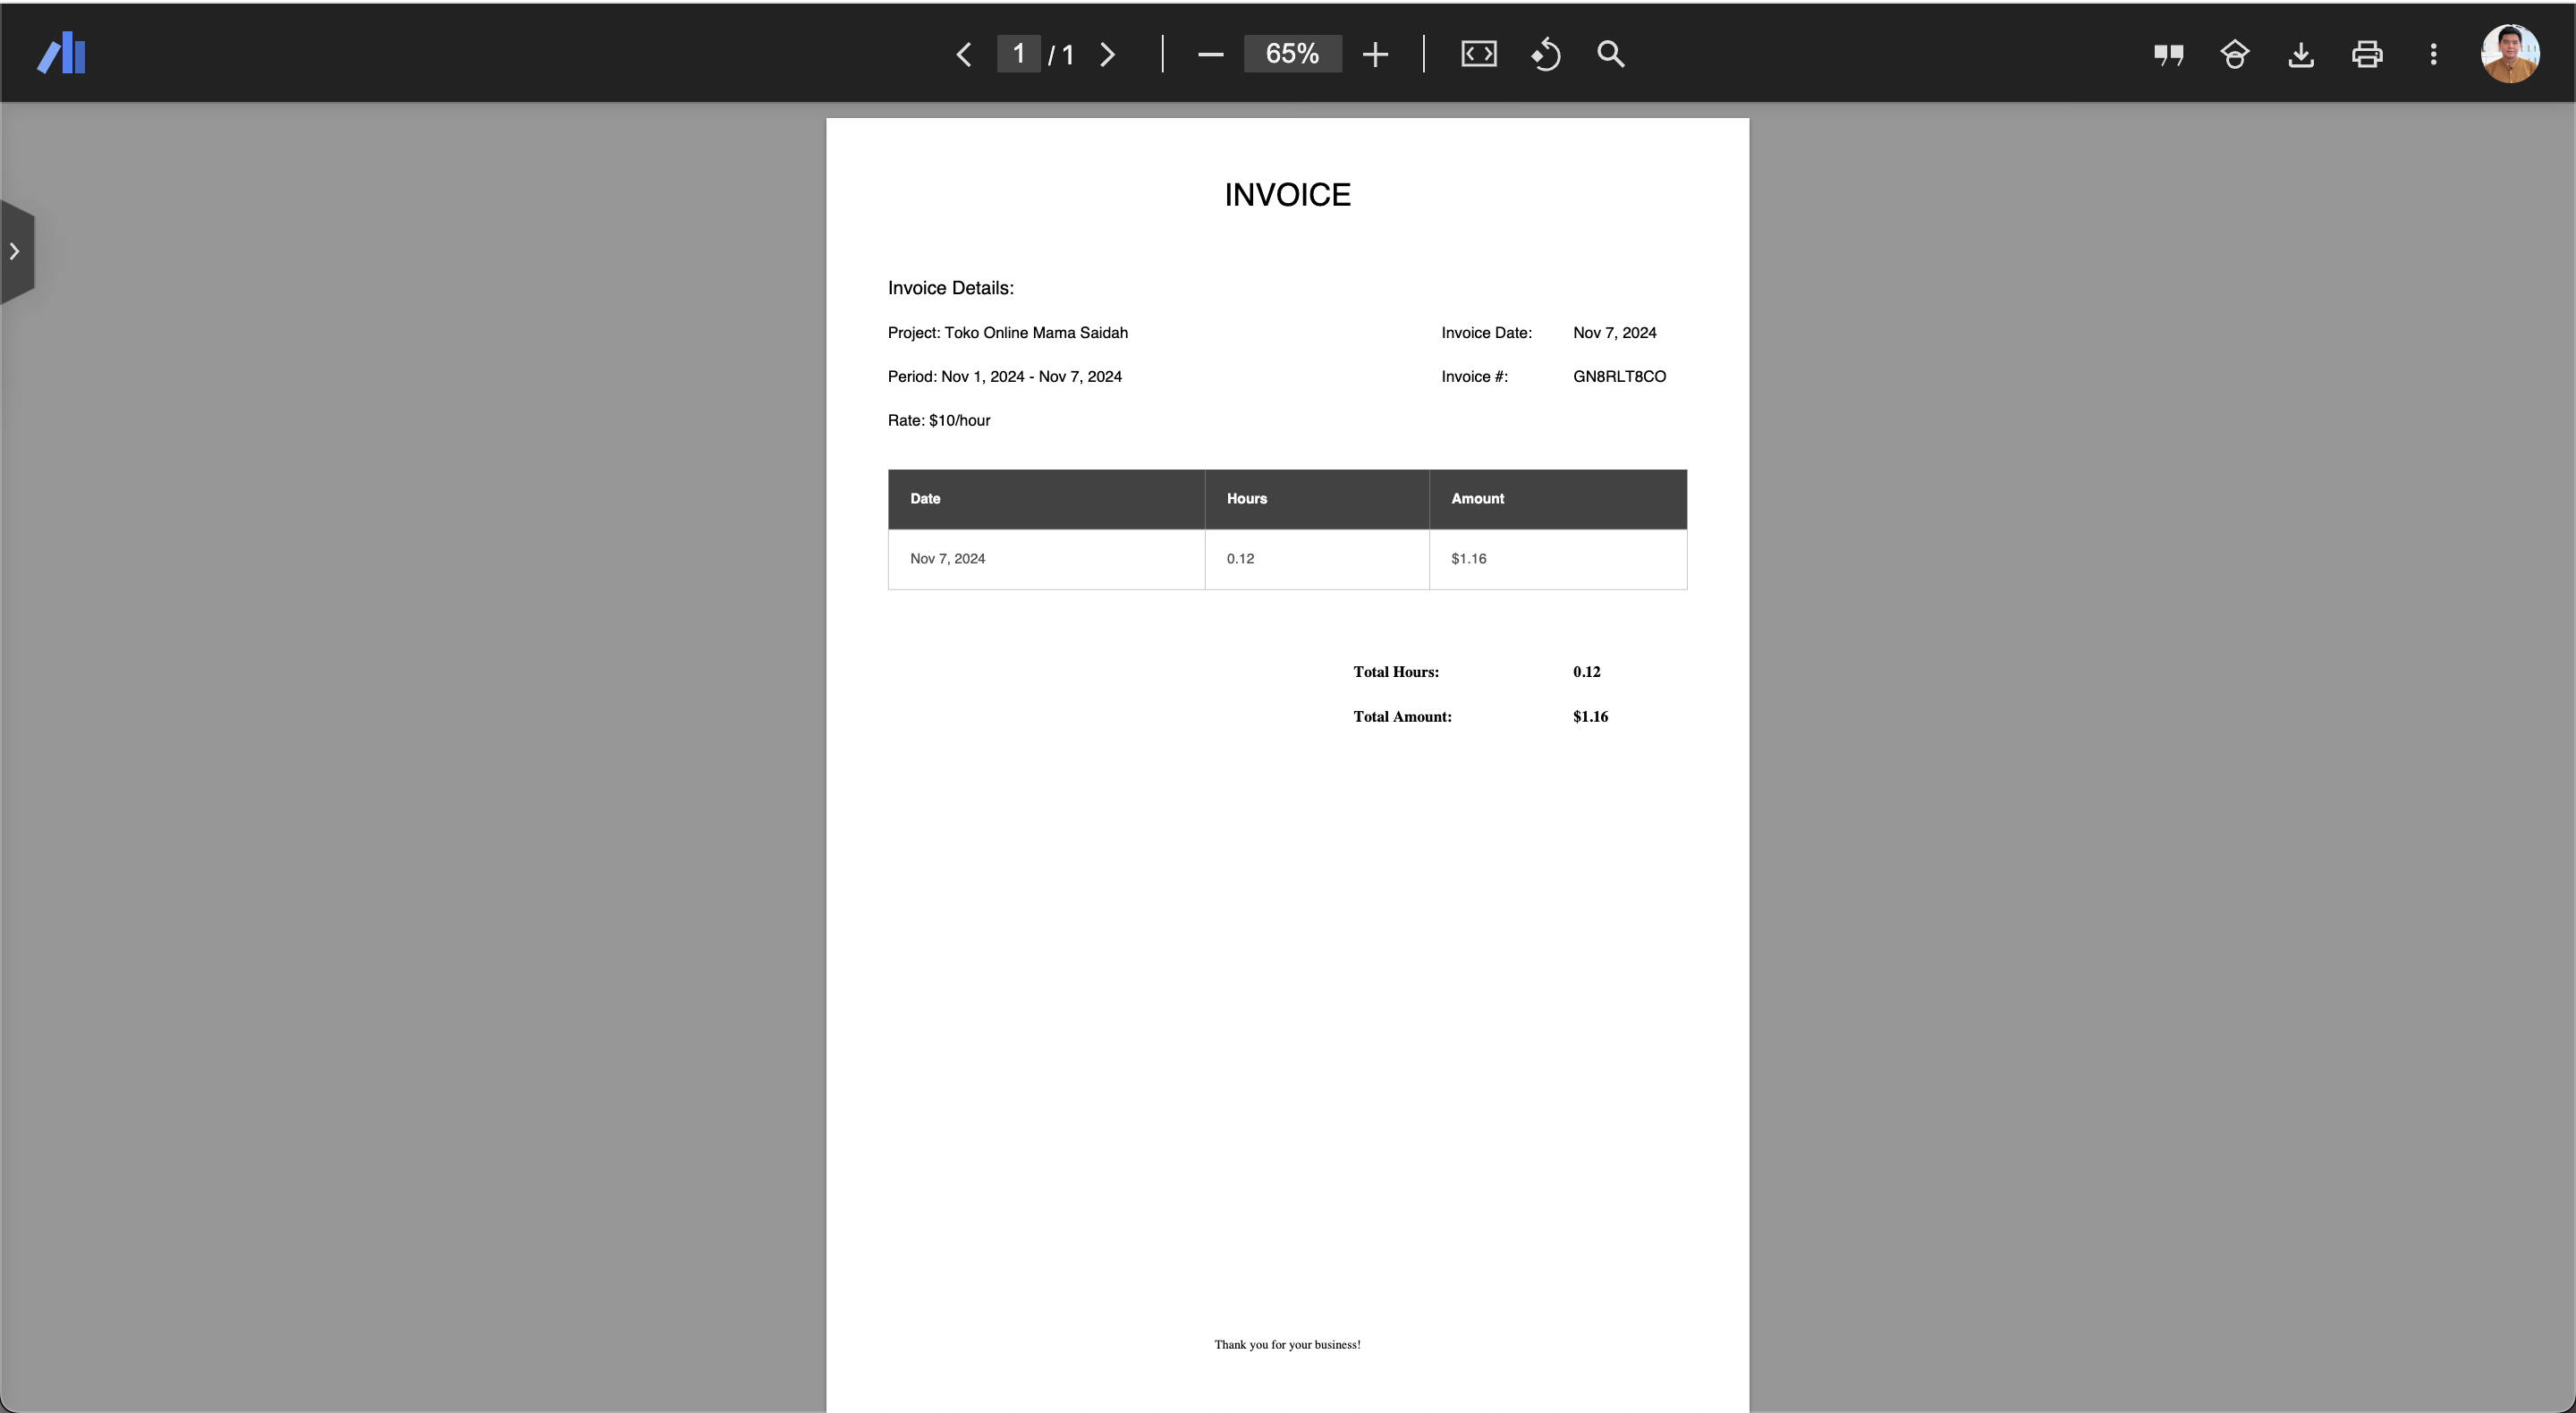 1 / 1
65%
INVOICE
Invoice Details:
Project: Toko Online Mama Saidah
Invoice Date: Nov 7, 2024
Period: Nov 1, 2024 - Nov 7, 2024
Invoice #: GN8RLT8CO
Rate: $10/hour
Date Hours Amount
Nov 7, 2024 0.12 $1.16
Total Hours: 0.12
Total Amount: $1.16
Thank you for your business!